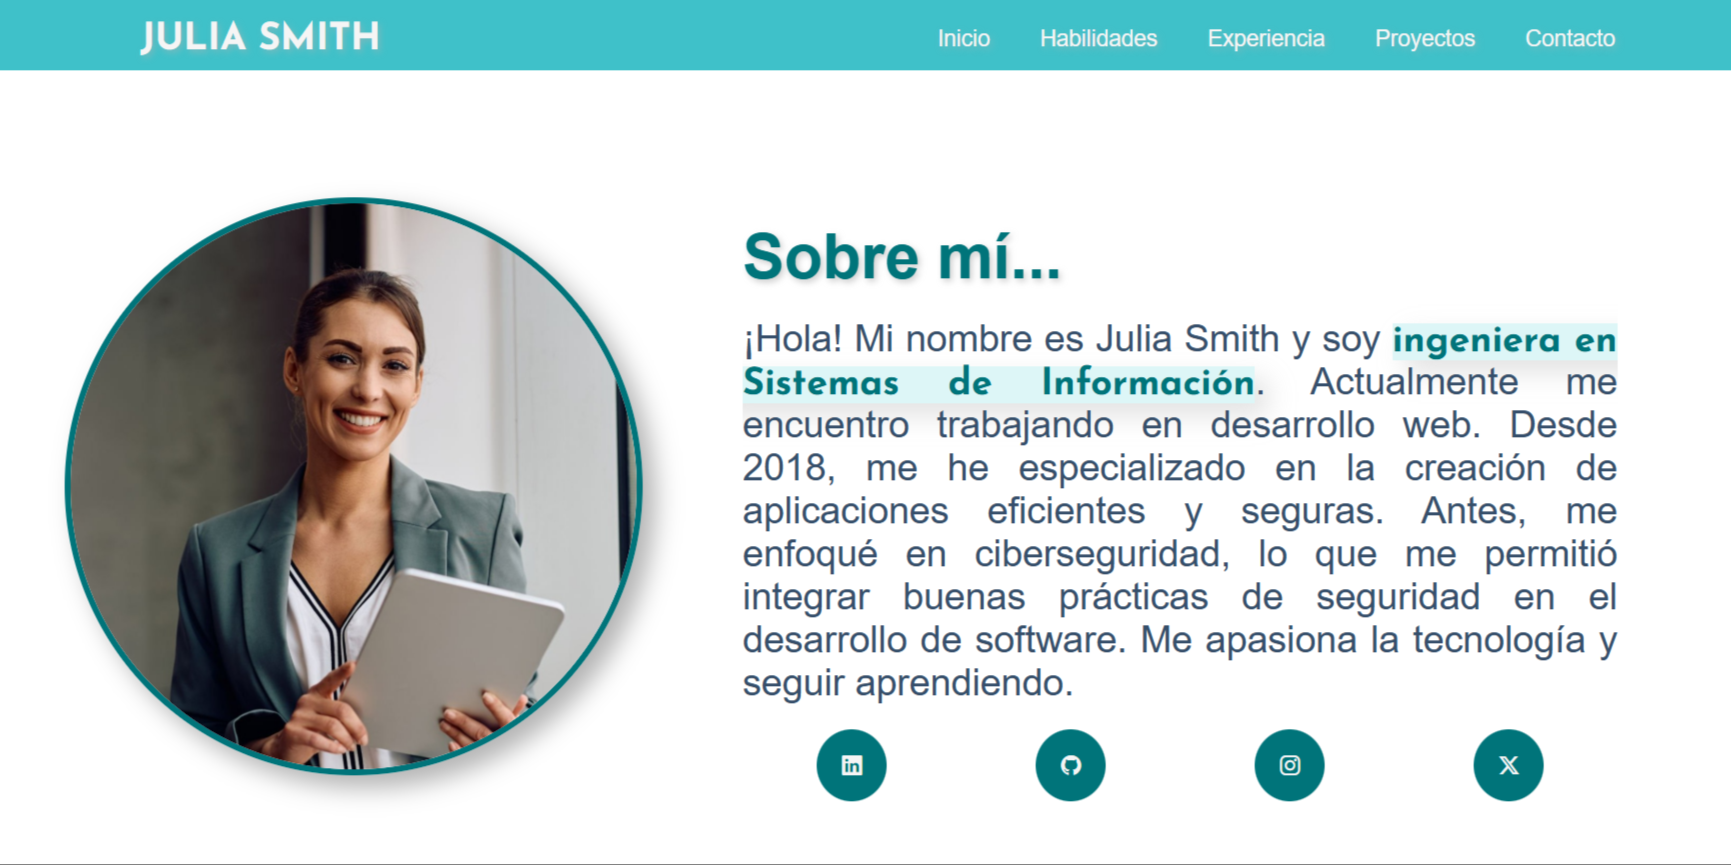 JULIA SMITH
Inicio Habilidades Experiencia Proyectos Contacto
Sobre mí...
¡Hola! Mi nombre es Julia Smith y soy ingeniera en
Sistemas de Información. Actualmente me
encuentro trabajando en desarrollo web. Desde
2018, me he especializado en la creación de
aplicaciones eficientes y seguras. Antes, me
enfoqué en ciberseguridad, lo que me permitió
integrar buenas prácticas de seguridad en el
desarrollo de software. Me apasiona la tecnología y
seguir aprendiendo.